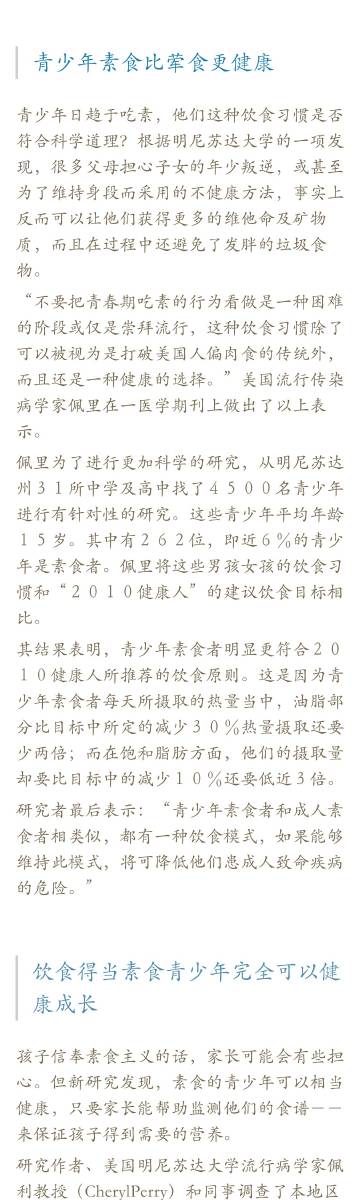 青少年素食比荤食更健康
青少年日趋于吃素，他们这种饮食习惯是否
符合科学道理？根据明尼苏达大学的一项发
现，很多父母担心子女的年少叛逆，或甚至
为了维持身段而采用的不健康方法，事实上
反而可以让他们获得更多的维他命及矿物
质，而且在过程中还避免了发胖的垃圾食
物。
“不要把青春期吃素的行为看做是一种困难
的阶段或仅是崇拜流行，这种饮食习惯除了
可以被视为是打破美国人偏肉食的传统外，
而且还是一种健康的选择。”美国流行传染
病学家佩里在一医学期刊上做出了以上表
示。
佩里为了进行更加科学的研究，从明尼苏达
州３１所中学及高中找了４５００名青少年
进行有针对性的研究。这些青少年平均年龄
１５岁。其中有２６２位，即近６％的青少
年是素食者。佩里将这些男孩女孩的饮食习
惯和“２０１０健康人”的建议饮食目标相
比。
其结果表明，青少年素食者明显更符合２０
１０健康人所推荐的饮食原则。这是因为青
少年素食者每天所摄取的热量当中，油脂部
分比目标中所定的减少３０％热量摄取还要
少两倍；而在饱和脂肪方面，他们的摄取量
却要比目标中的减少１０％还要低近３倍。
研究者最后表示：“青少年素食者和成人素
食者相类似，都有一种饮食模式，如果能够
维持此模式，将可降低他们患成人致命疾病
的危险。”
饮食得当素食青少年完全可以健
康成长
孩子信奉素食主义的话，家长可能会有些担
心。但新研究发现，素食的青少年可以相当
健康，只要家长能帮助监测他们的食谱－－
来保证孩子得到需要的营养。
研究作者、美国明尼苏达大学流行病学家佩
利教授（CherylPerry）和同事调查了本地区